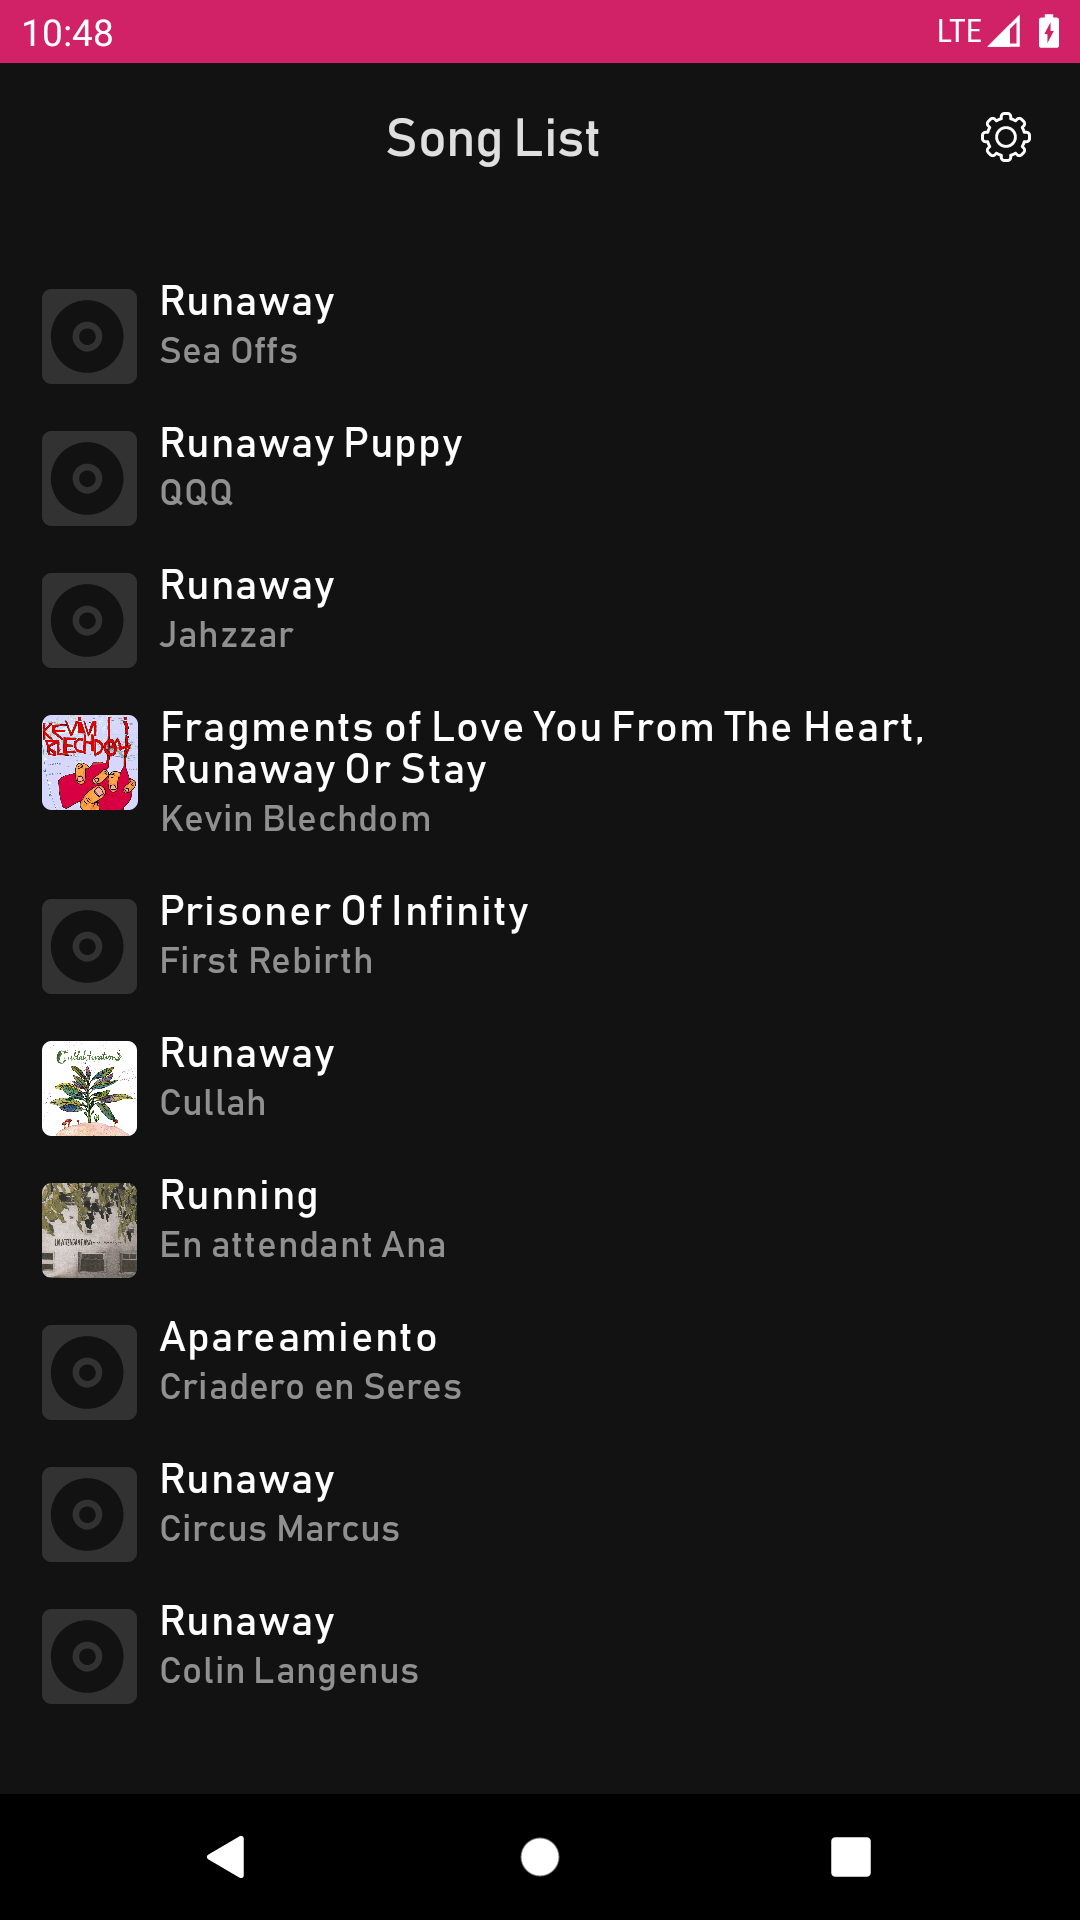 10:48
LTE
Song List
Runaway
Sea Offs
Runaway Puppy
QQQ
Runaway
Jahzzar
KEVIN
BLECHDOM
Fragments of Love You From The Heart,
Runaway Or Stay
Kevin Blechdom
Prisoner Of Infinity
First Rebirth
Runaway
Cullah
Running
En attendant Ana
Apareamiento
Criadero en Seres
Runaway
Circus Marcus
Runaway
Colin Langenus